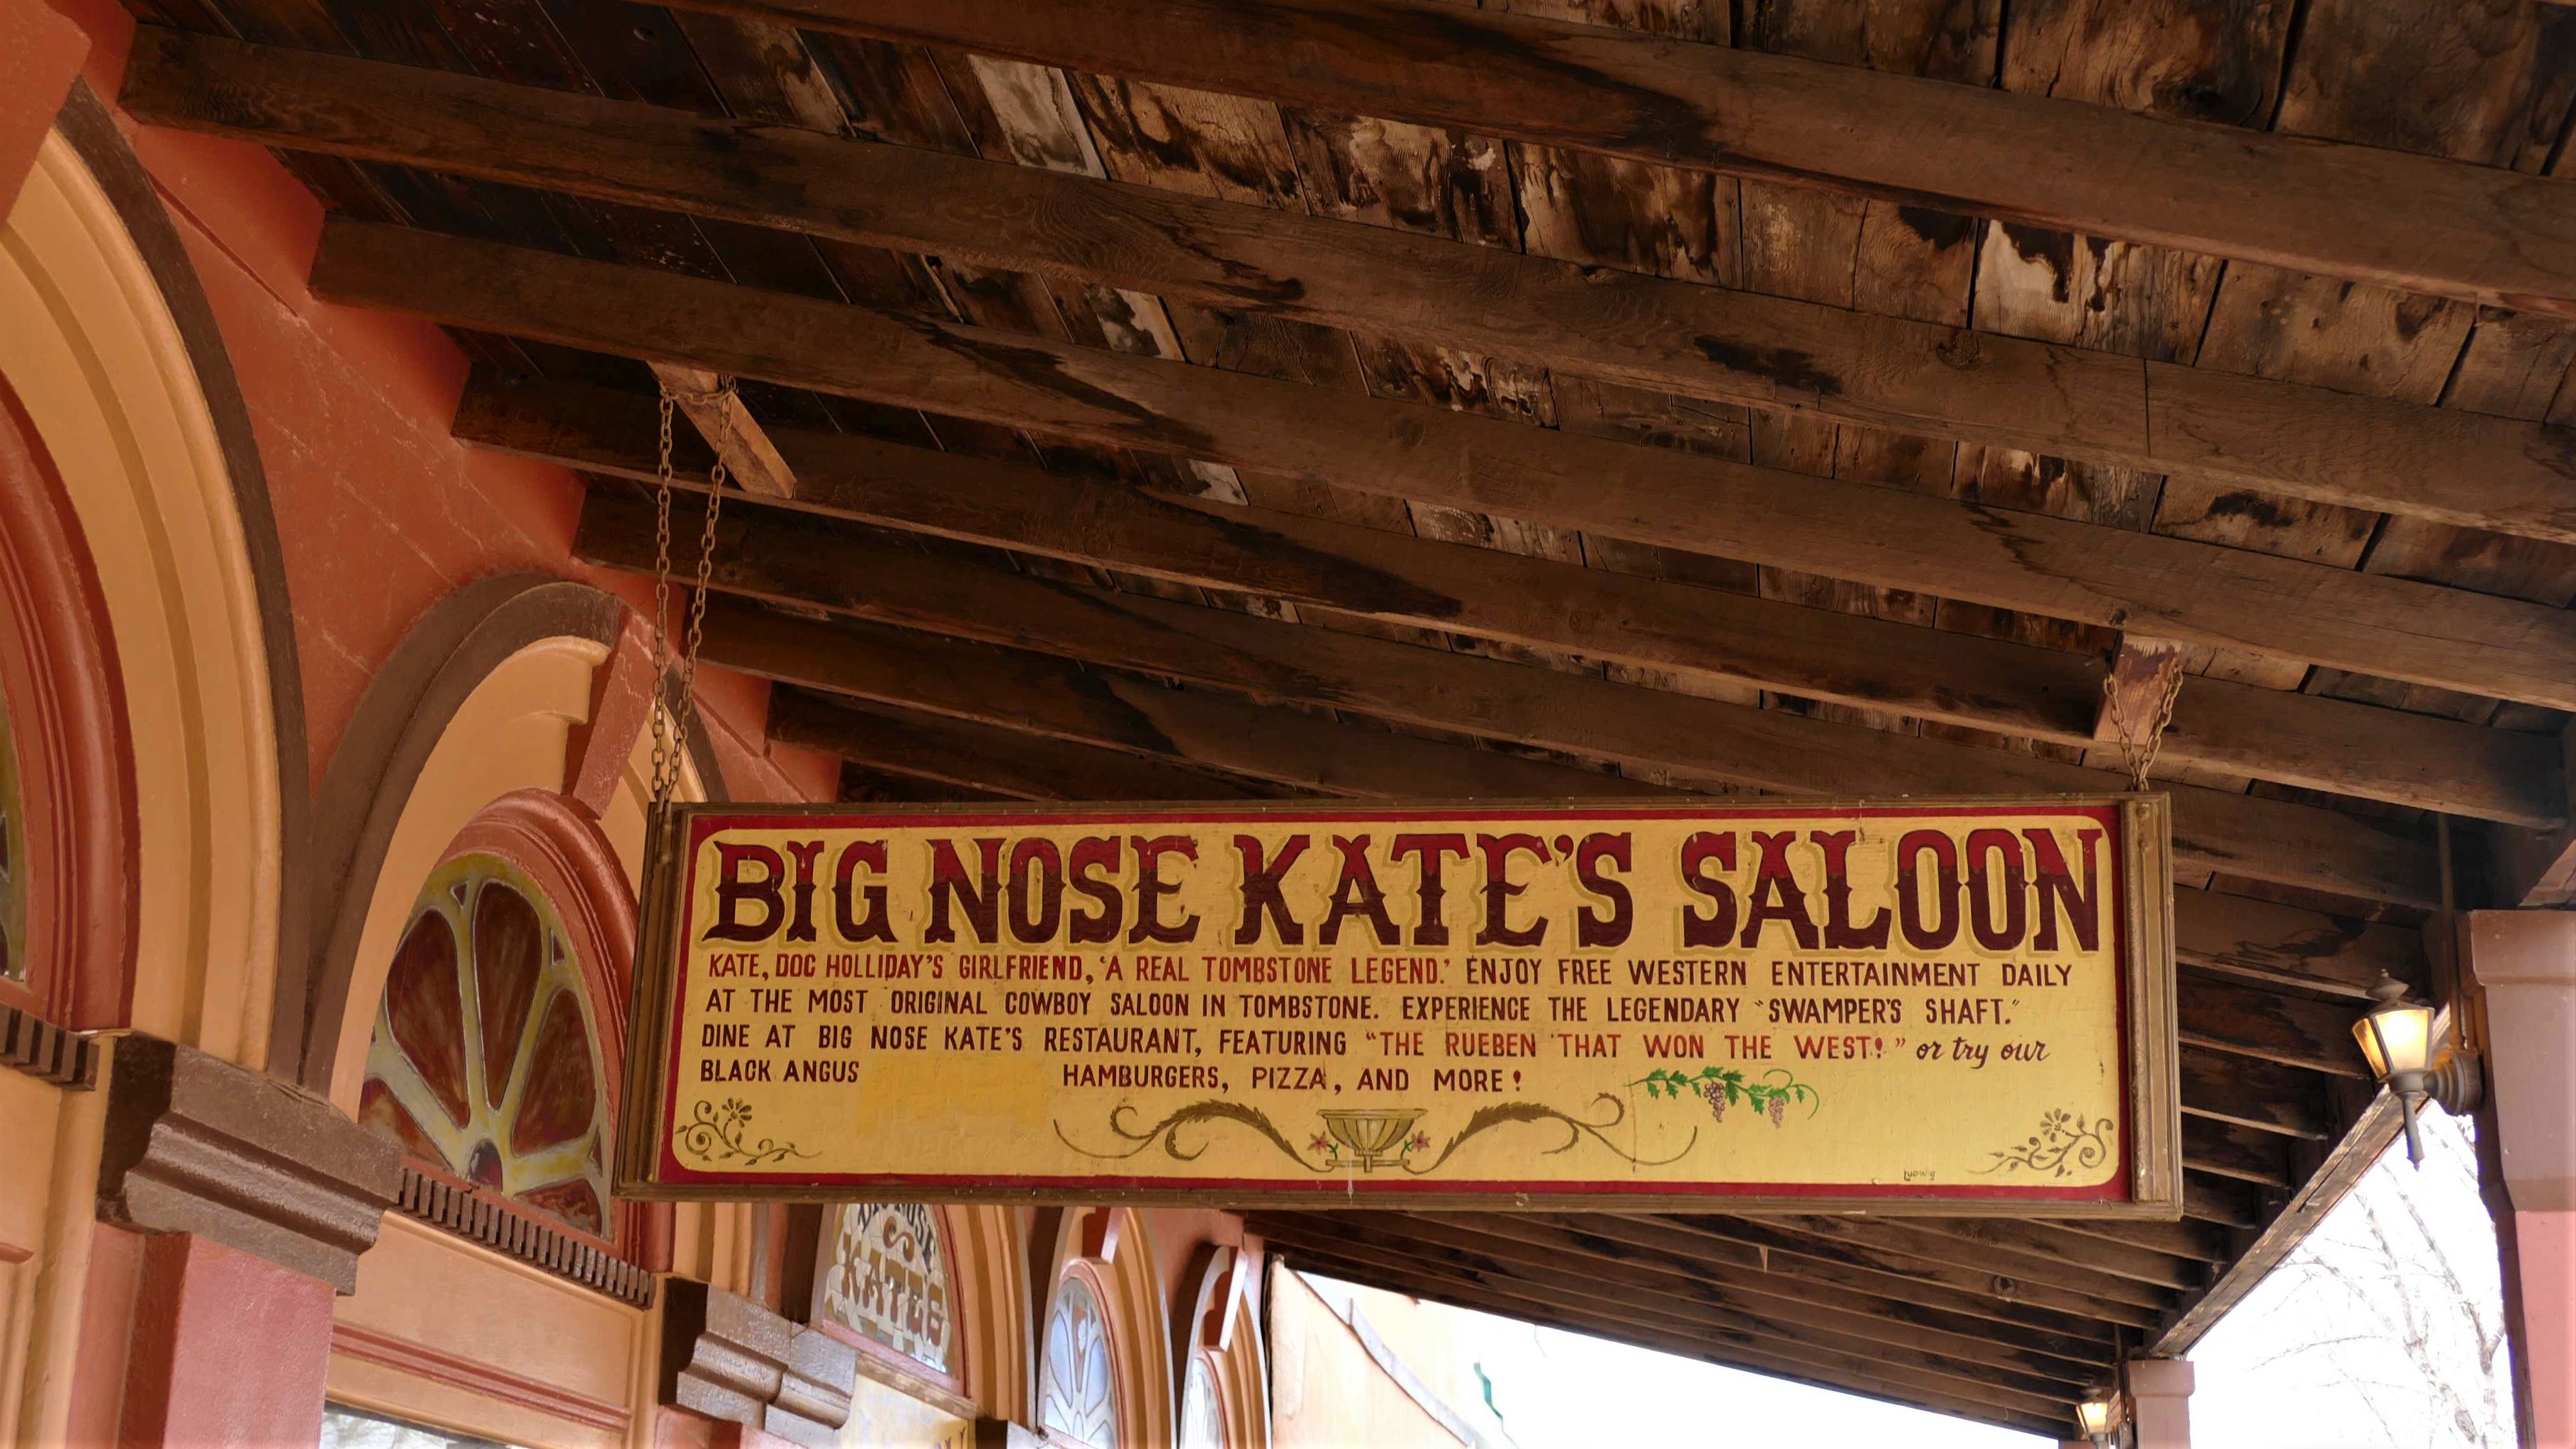 BIG NOSE KATE'S SALOON
KATE, DOC HOLLIDAY'S GIRLFRIEND, 'A REAL TOMBSTONE LEGEND.' ENJOY FREE WESTERN ENTERTAINMENT DAILY
AT THE MOST ORIGINAL COWBOY SALOON IN TOMBSTONE. EXPERIENCE THE LEGENDARY "SWAMPER'S SHAFT."
DINE AT BIG NOSE KATE'S RESTAURANT, FEATURING "THE RUEBEN THAT WON THE WEST!" or try our
BLACK ANGUS HAMBURGERS, PIZZA, AND MORE!
Ludwig
KATES